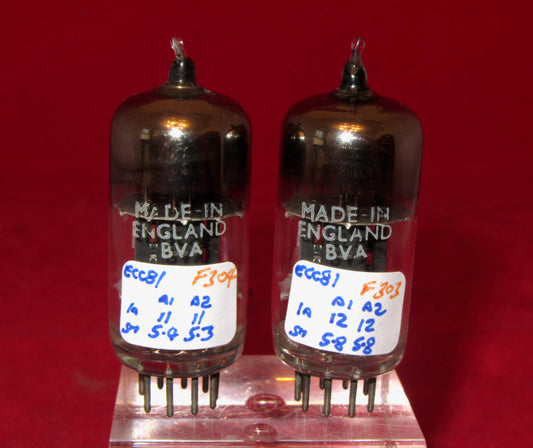 MADE-IN
ENGLAND
BVA
ECC81 F304
A1 A2
Ia 11 11
Sm 5.4 5.3
MADE-IN
ENGLAND
BVA
ECC81 F303
A1 A2
Ia 12 12
Sm 5.8 5.8